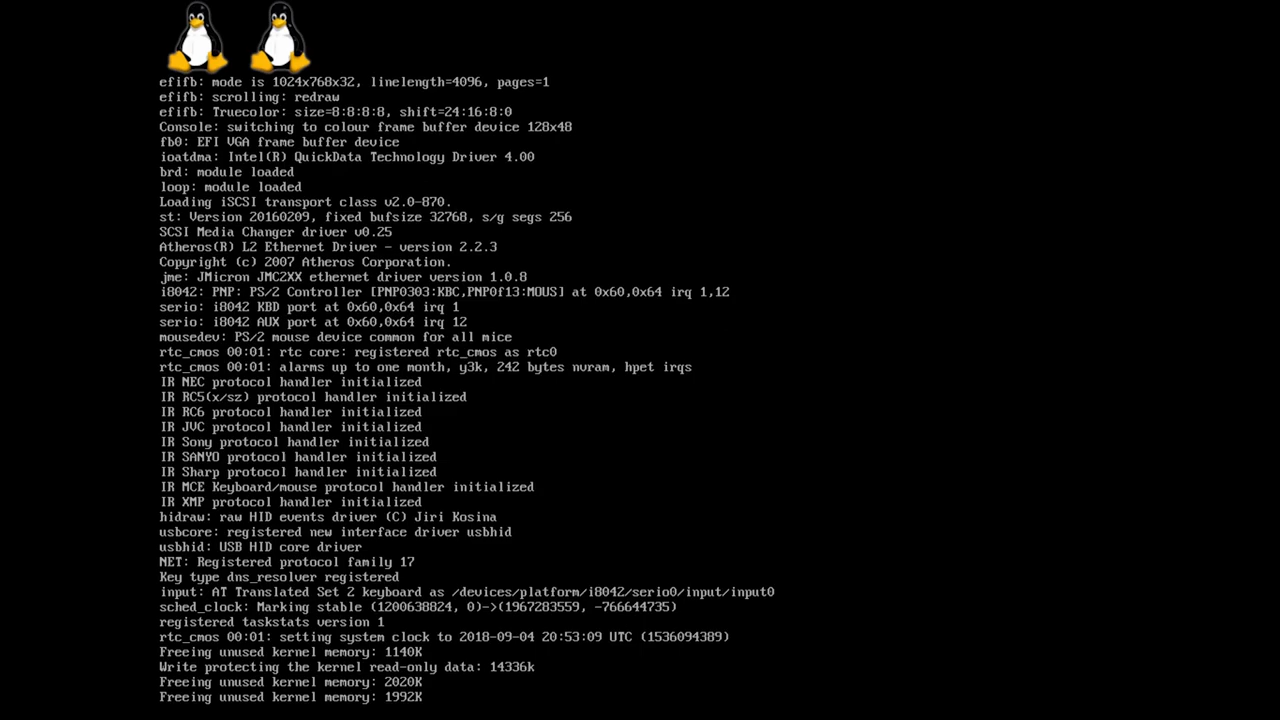 efifb: mode is 1024x768x32, linelength=4096, pages=1
efifb: scrolling: redraw
efifb: Truecolor: size=8:8:8:8, shift=24:16:8:0
Console: switching to colour frame buffer device 128x48
fb0: EFI VGA frame buffer device
ioatdma: Intel(R) QuickData Technology Driver 4.00
brd: module loaded
loop: module loaded
Loading iSCSI transport class v2.0-870.
st: Version 20160209, fixed bufsize 32768, s/g segs 256
SCSI Media Changer driver v0.25
Atheros(R) L2 Ethernet Driver - version 2.2.3
Copyright (c) 2007 Atheros Corporation.
jme: JMicron JMC2XX ethernet driver version 1.0.8
i8042: PNP: PS/2 Controller [PNP0303:KBC,PNP0f13:MOUS] at 0x60,0x64 irq 1,12
serio: i8042 KBD port at 0x60,0x64 irq 1
serio: i8042 AUX port at 0x60,0x64 irq 12
mousedev: PS/2 mouse device common for all mice
rtc_cmos 00:01: rtc core: registered rtc_cmos as rtc0
rtc_cmos 00:01: alarms up to one month, y3k, 242 bytes nvram, hpet irqs
IR NEC protocol handler initialized
IR RC5(x/sz) protocol handler initialized
IR RC6 protocol handler initialized
IR JVC protocol handler initialized
IR Sony protocol handler initialized
IR SANYO protocol handler initialized
IR Sharp protocol handler initialized
IR MCE Keyboard/mouse protocol handler initialized
IR XMP protocol handler initialized
hidraw: raw HID events driver (C) Jiri Kosina
usbcore: registered new interface driver usbhid
usbhid: USB HID core driver
NET: Registered protocol family 17
Key type dns_resolver registered
input: AT Translated Set 2 keyboard as /devices/platform/i8042/serio0/input/input0
sched_clock: Marking stable (1200638824, 0)->(1967283559, -766644735)
registered taskstats version 1
rtc_cmos 00:01: setting system clock to 2018-09-04 20:53:09 UTC (1536094389)
Freeing unused kernel memory: 1140K
Write protecting the kernel read-only data: 14336k
Freeing unused kernel memory: 2020K
Freeing unused kernel memory: 1992K